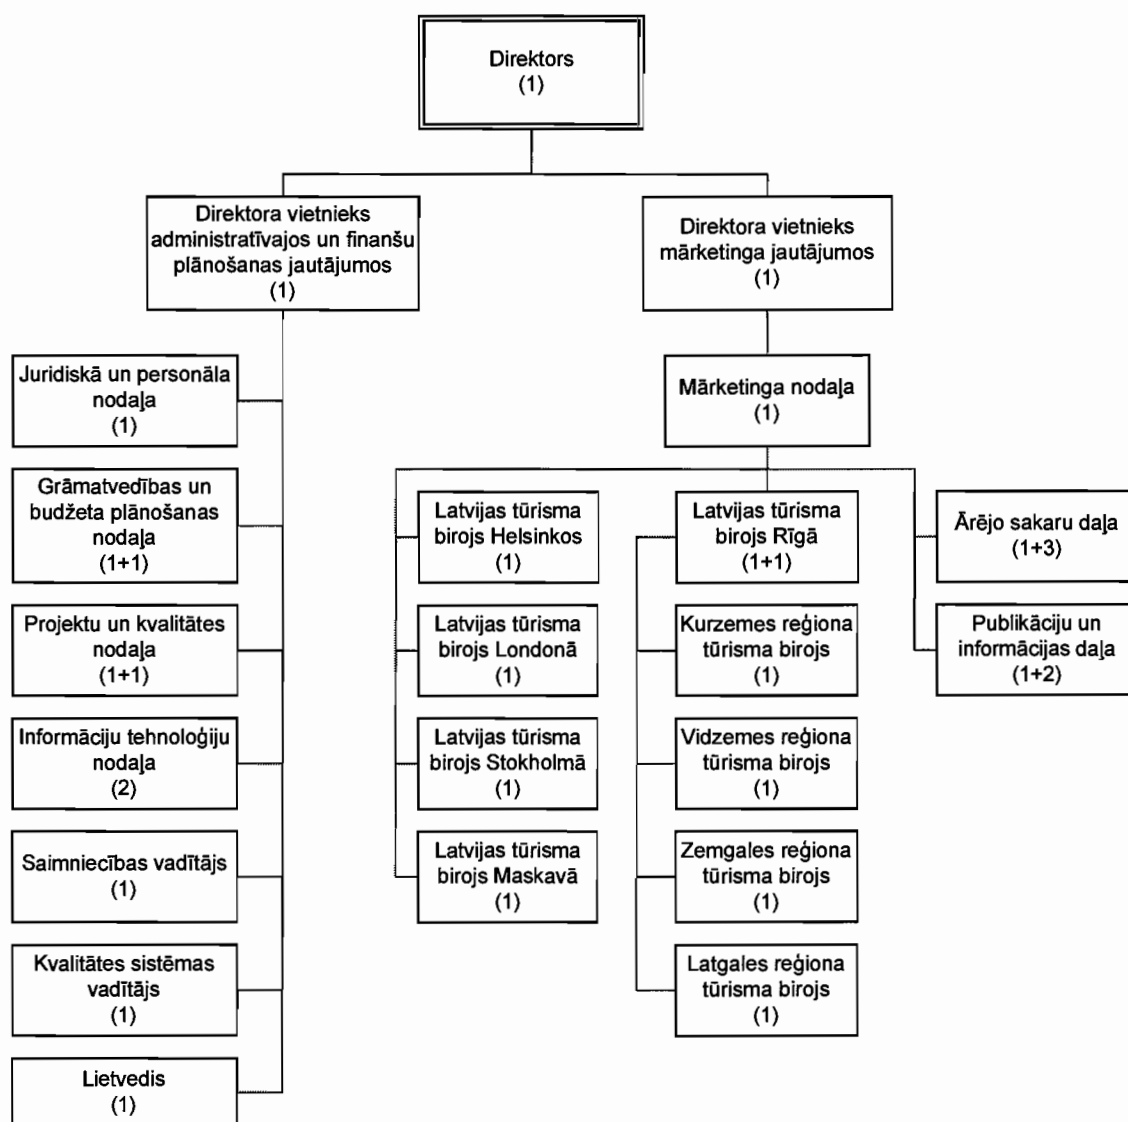 Direktors
(1)
Direktora vietnieks
administratīvajos un finanšu
plānošanas jautājumos
(1)
Direktora vietnieks
mārketinga jautājumos
(1)
Juridiskā un personāla
nodaļa
(1)
Grāmatvedības un
budžeta plānošanas
nodaļa
(1+1)
Projektu un kvalitātes
nodaļa
(1+1)
Informāciju tehnoloģiju
nodaļa
(2)
Saimniecības vadītājs
(1)
Kvalitātes sistēmas
vadītājs
(1)
Lietvedis
(1)
Mārketinga nodaļa
(1)
Latvijas tūrisma
birojs Helsinkos
(1)
Latvijas tūrisma
birojs Londonā
(1)
Latvijas tūrisma
birojs Stokholmā
(1)
Latvijas tūrisma
birojs Maskavā
(1)
Latvijas tūrisma
birojs Rīgā
(1+1)
Kurzemes reģiona
tūrisma birojs
(1)
Vidzemes reģiona
tūrisma birojs
(1)
Zemgales reģiona
tūrisma birojs
(1)
Latgales reģiona
tūrisma birojs
(1)
Ārējo sakaru daļa
(1+3)
Publikāciju un
informācijas daļa
(1+2)